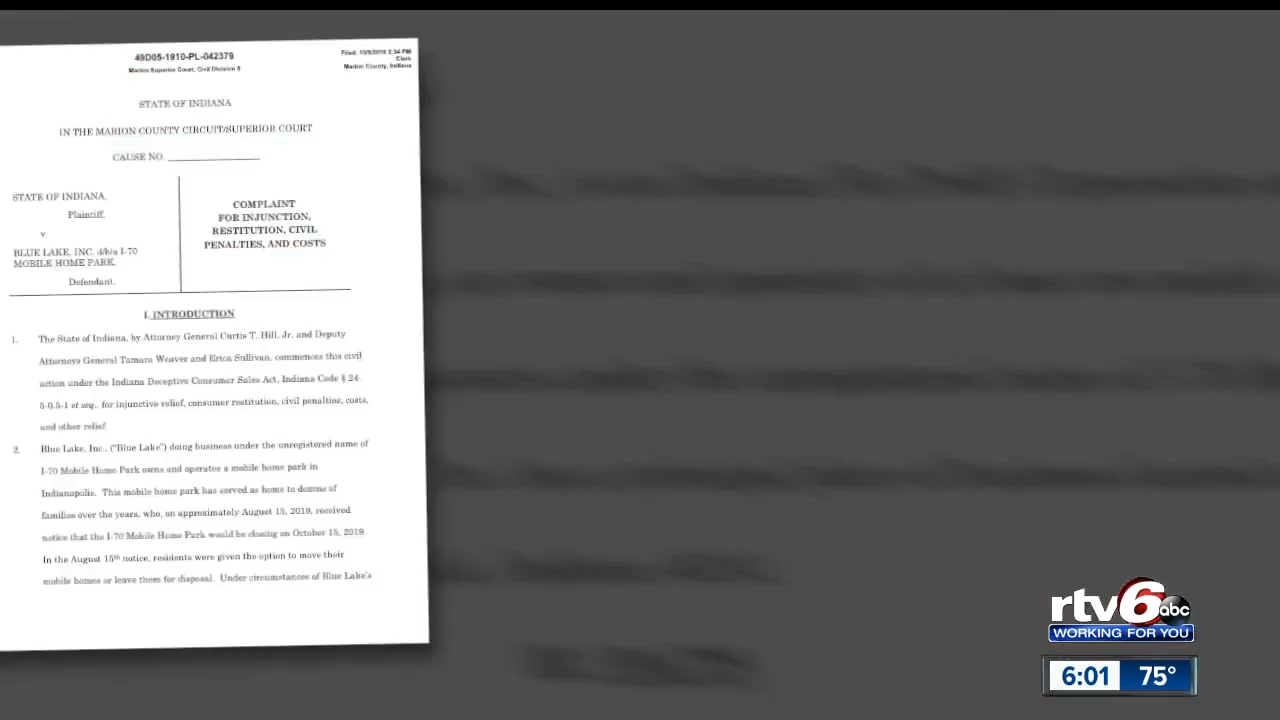 49D05-1910-PL-042379
Marion Superior Court, Civil Division 5
Clerk
Marion County, Indiana
STATE OF INDIANA
IN THE MARION COUNTY CIRCUIT/SUPERIOR COURT
CAUSE NO.
STATE OF INDIANA,
Plaintiff,
v.
BLUE LAKE, INC. d/b/a I-70
MOBILE HOME PARK,
Defendant.
COMPLAINT
FOR INJUNCTION,
RESTITUTION, CIVIL
PENALTIES, AND COSTS
I. INTRODUCTION
1. The State of Indiana, by Attorney General Curtis T. Hill, Jr. and Deputy
Attorneys General Tamara Weaver and Erica Sullivan, commences this civil
action under the Indiana Deceptive Consumer Sales Act, Indiana Code § 24-
5-0.5-1 et seq., for injunctive relief, consumer restitution, civil penalties, costs,
and other relief.
2. Blue Lake, Inc., ("Blue Lake") doing business under the unregistered name of
I-70 Mobile Home Park owns and operates a mobile home park in
Indianapolis. This mobile home park has served as home to dozens of
families over the years, who, on approximately August 15, 2019, received
notice that the I-70 Mobile Home Park would be closing on October 15, 2019.
In the August 15th notice, residents were given the option to move their
mobile homes or leave them for disposal. Under circumstances of Blue Lake's
rtv6 abc
WORKING FOR YOU
6:01 75°